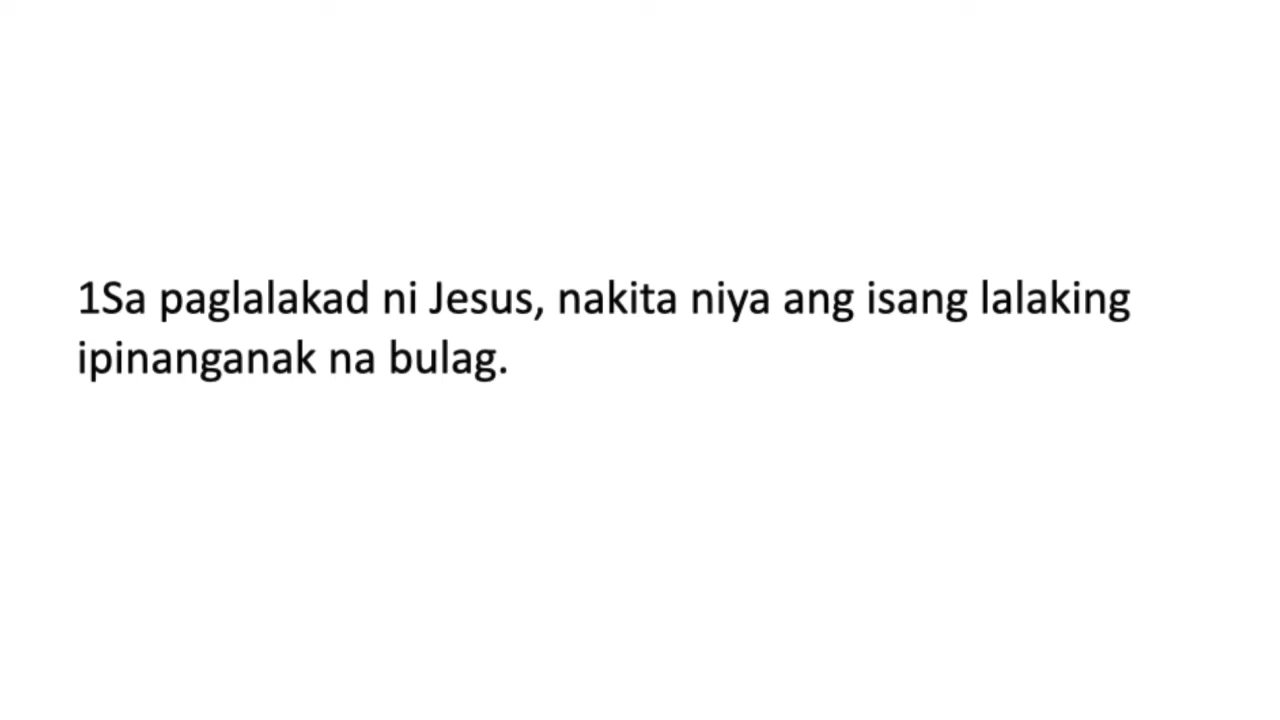 1Sa paglalakad ni Jesus, nakita niya ang isang lalaking
ipinanganak na bulag.